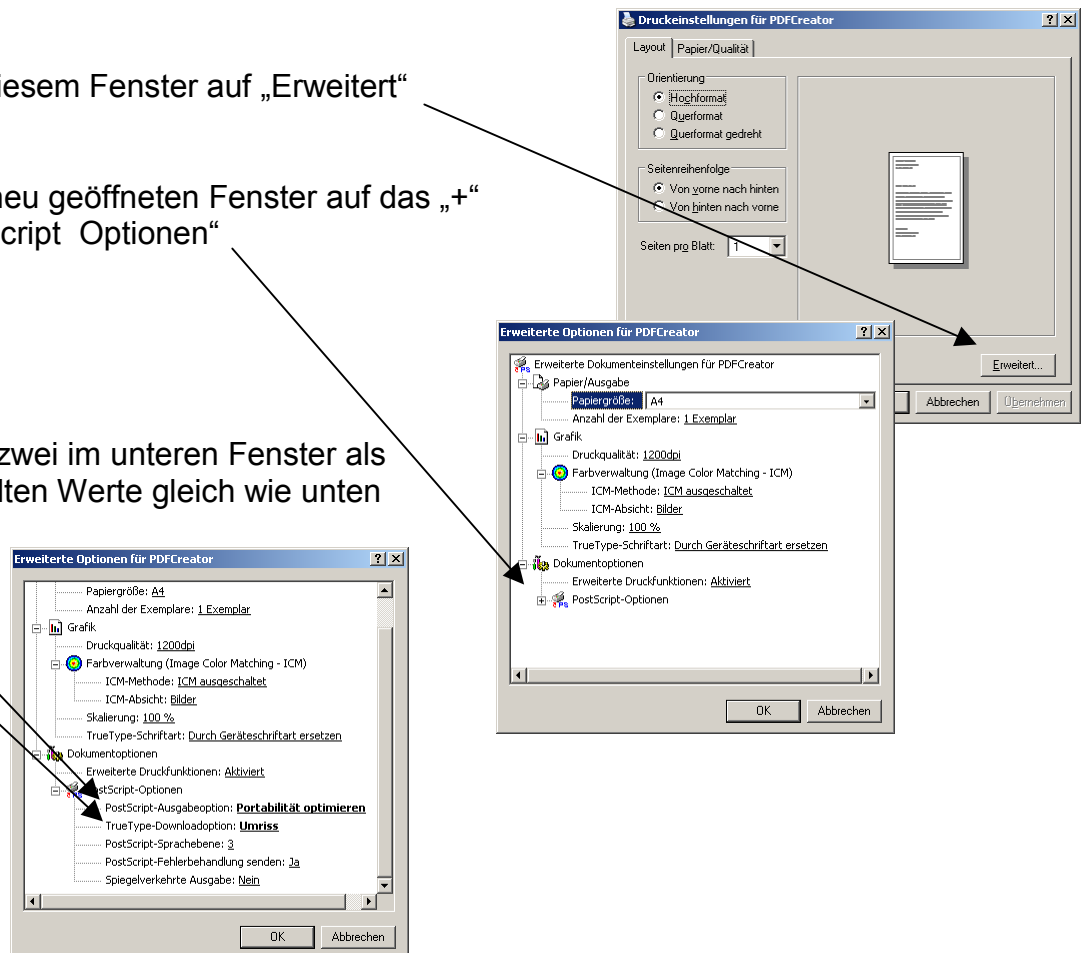 Druckeinstellungen für PDFCreator
Layout Papier/Qualität
Orientierung
Hochformat
Querformat
Querformat gedreht
Seitenreihenfolge
Von vorne nach hinten
Von hinten nach vorne
Seiten pro Blatt: 1
Erweitert...
Abbrechen Übernehmen
iesem Fenster auf „Erweitert“
neu geöffneten Fenster auf das „+“
cript Optionen“
Erweiterte Optionen für PDFCreator
Erweiterte Dokumenteinstellungen für PDFCreator
Papier/Ausgabe
Papiergröße: A4
Anzahl der Exemplare: 1 Exemplar
Grafik
Druckqualität: 1200dpi
Farbverwaltung (Image Color Matching - ICM)
ICM-Methode: ICM ausgeschaltet
ICM-Absicht: Bilder
Skalierung: 100 %
TrueType-Schriftart: Durch Geräteschriftart ersetzen
Dokumentoptionen
Erweiterte Druckfunktionen: Aktiviert
PostScript-Optionen
OK Abbrechen
zwei im unteren Fenster als
lten Werte gleich wie unten
Erweiterte Optionen für PDFCreator
Papiergröße: A4
Anzahl der Exemplare: 1 Exemplar
Grafik
Druckqualität: 1200dpi
Farbverwaltung (Image Color Matching - ICM)
ICM-Methode: ICM ausgeschaltet
ICM-Absicht: Bilder
Skalierung: 100 %
TrueType-Schriftart: Durch Geräteschriftart ersetzen
Dokumentoptionen
Erweiterte Druckfunktionen: Aktiviert
PostScript-Optionen
PostScript-Ausgabeoption: Portabilität optimieren
TrueType-Downloadoption: Umriss
PostScript-Sprachebene: 3
PostScript-Fehlerbehandlung senden: Ja
Spiegelverkehrte Ausgabe: Nein
OK Abbrechen